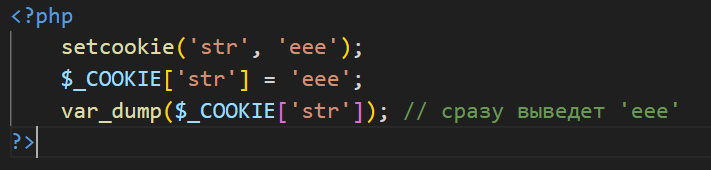 <?php
setcookie('str', 'eee');
$_COOKIE['str'] = 'eee';
var_dump($_COOKIE['str']); // сразу выведет 'eee'
?>